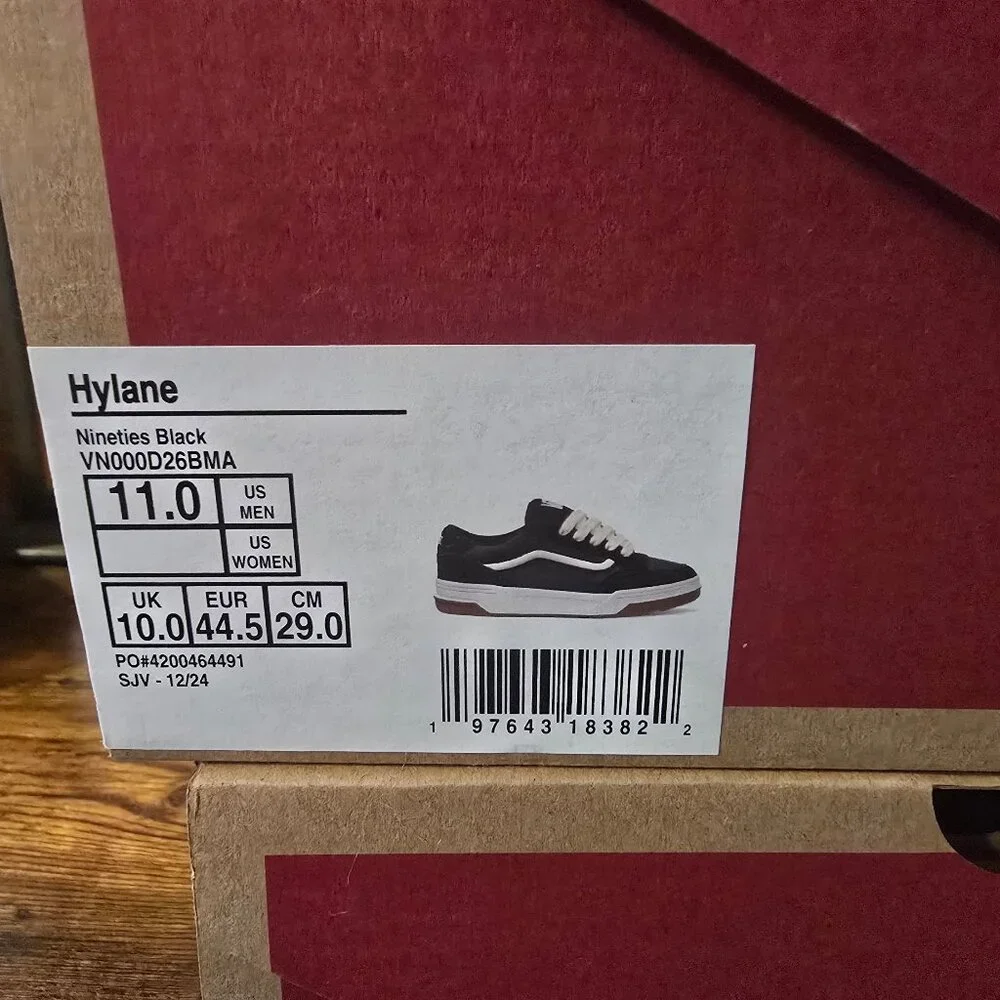 Hylane
Nineties Black
VN000D26BMA
11.0 US MEN
US WOMEN
UK EUR CM
10.0 44.5 29.0
PO#4200464491
SJV - 12/24
1 97643 18382 2